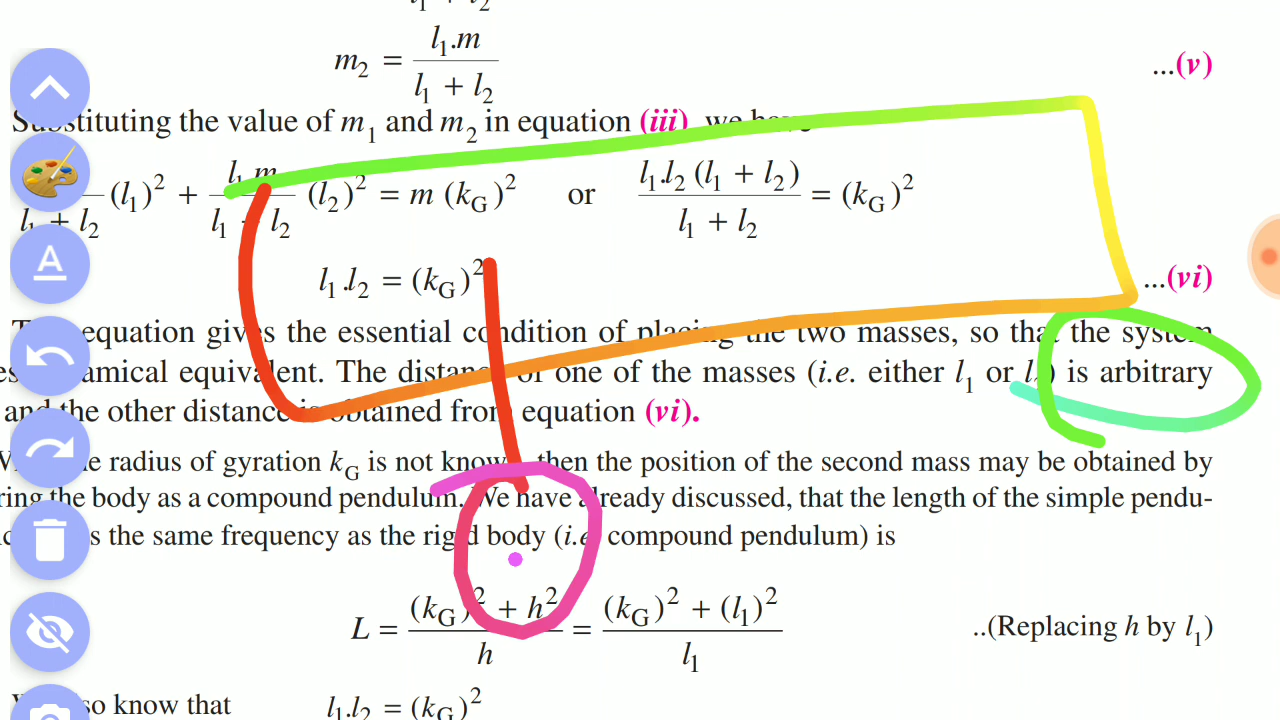 l₁ + l₂
m₂ = l₁.m / (l₁ + l₂) ...(v)
Substituting the value of m₁ and m₂ in equation (iii), we have
l₁ + l₂ (l₁)² + l₁.m / (l₁ + l₂) (l₂)² = m (k_G)² or l₁.l₂ (l₁ + l₂) / (l₁ + l₂) = (k_G)²
l₁.l₂ = (k_G)² ...(vi)
equation gives the essential condition of placing the two masses, so that the system
amical equivalent. The distance of one of the masses (i.e. either l₁ or l₂) is arbitrary
and the other distance is obtained from equation (vi).
radius of gyration k_G is not known, then the position of the second mass may be obtained by
ring the body as a compound pendulum. We have already discussed, that the length of the simple pendu-
s the same frequency as the rigid body (i.e. compound pendulum) is
L = ((k_G)² + h²) / h = ((k_G)² + (l₁)²) / l₁ ..(Replacing h by l₁)
so know that l₁.l₂ = (k_G)²
A